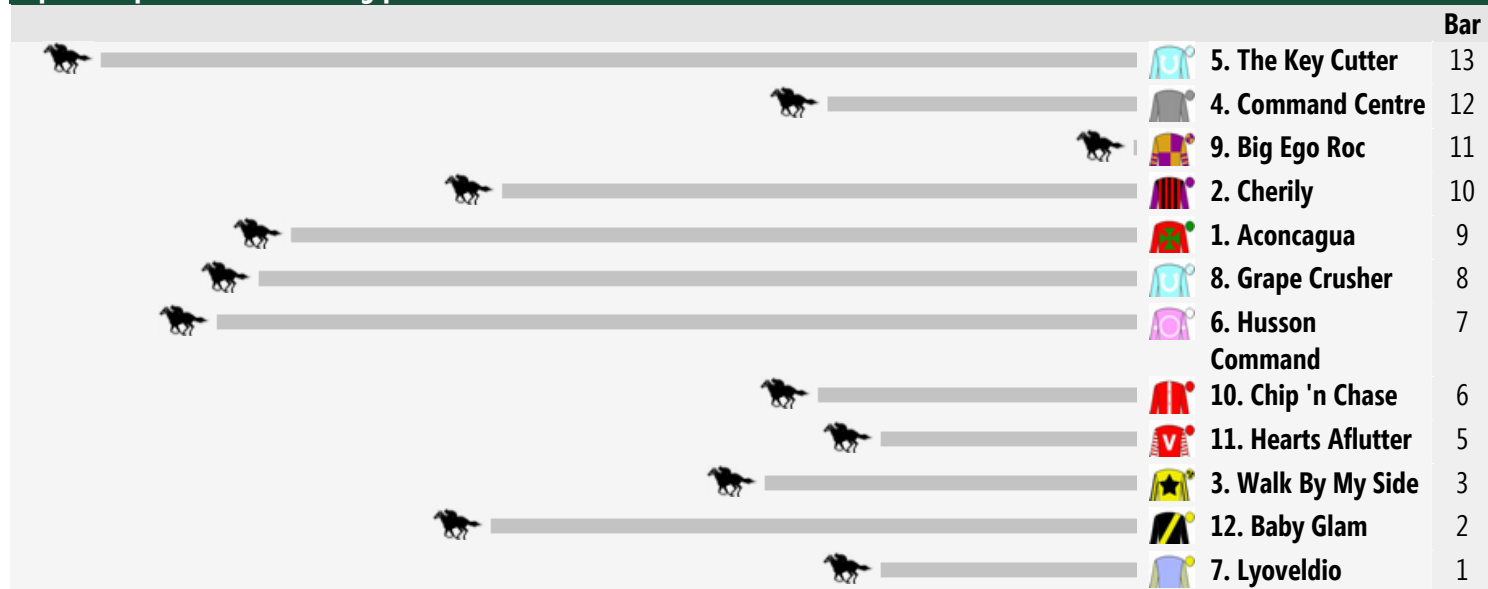 Bar
5. The Key Cutter 13
4. Command Centre 12
9. Big Ego Roc 11
2. Cherily 10
1. Aconcagua 9
8. Grape Crusher 8
6. Husson 7
Command
10. Chip 'n Chase 6
11. Hearts Aflutter 5
V
3. Walk By My Side 3
12. Baby Glam 2
7. Lyoveldio 1